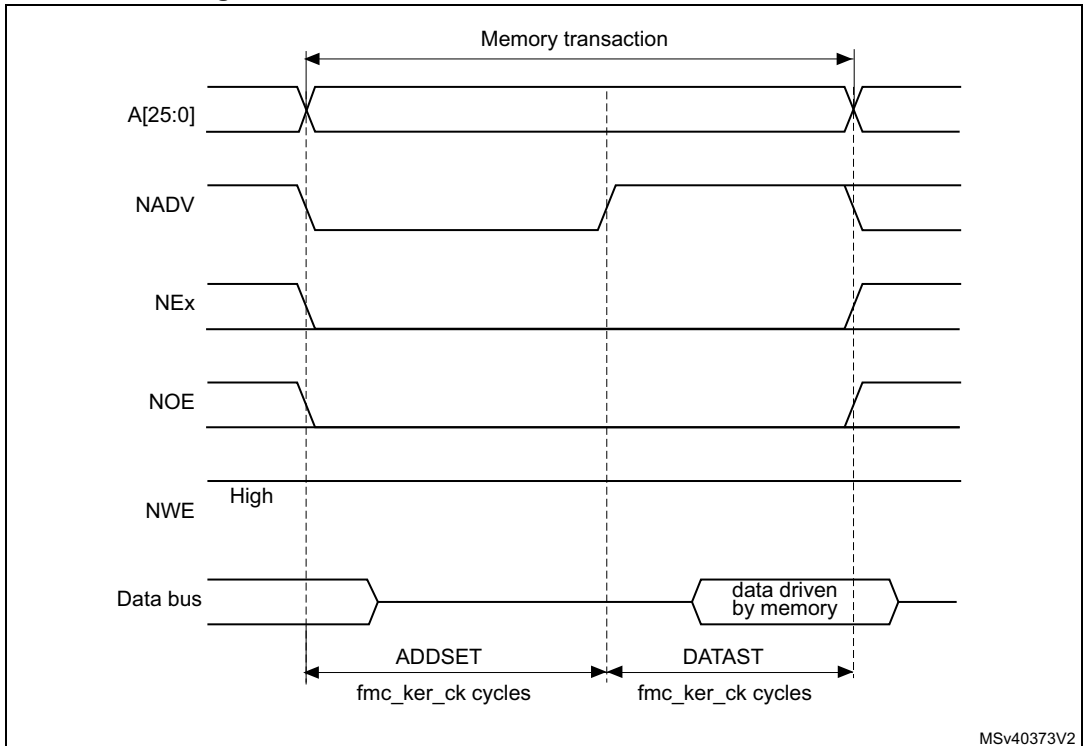 Memory transaction
A[25:0]
NADV
NEx
NOE
High
NWE
Data bus
data driven
by memory
ADDSET
DATAST
fmc_ker_ck cycles
fmc_ker_ck cycles
MSv40373V2